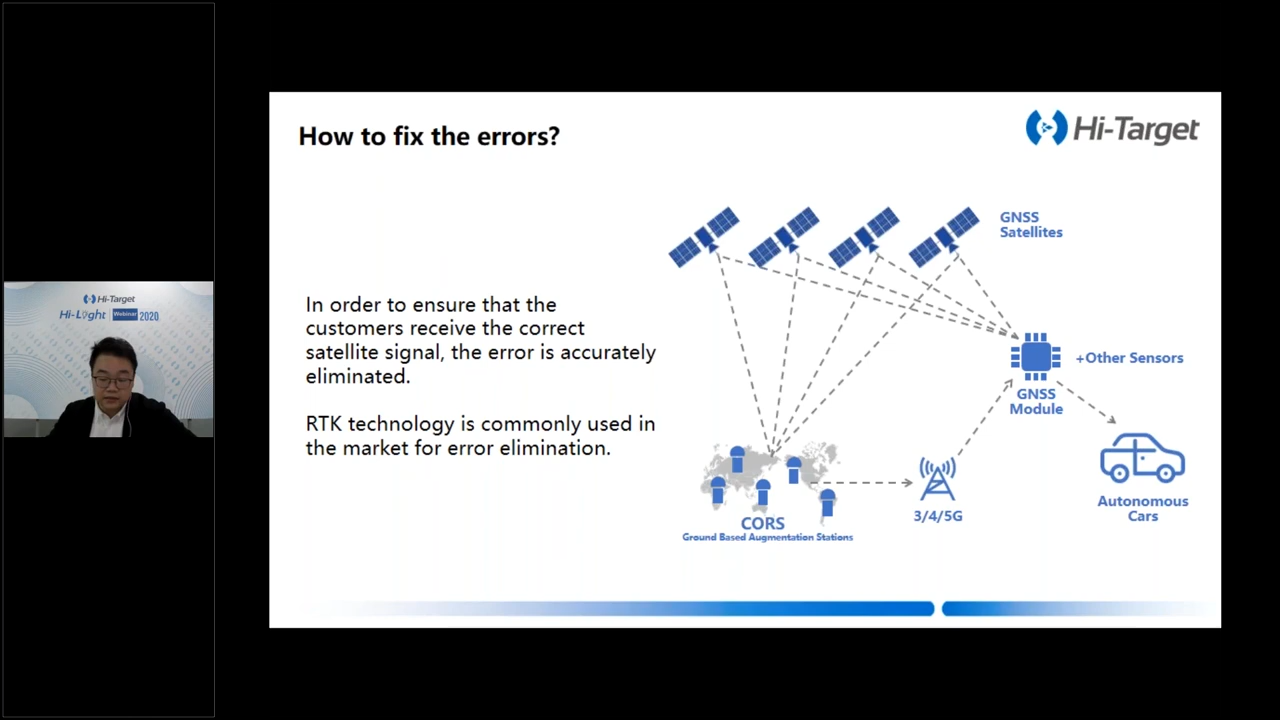 How to fix the errors?
Hi-Target
GNSS
Satellites
In order to ensure that the
customers receive the correct
satellite signal, the error is accurately
eliminated.
RTK technology is commonly used in
the market for error elimination.
+Other Sensors
GNSS
Module
CORS
Ground Based Augmentation Stations
3/4/5G
Autonomous
Cars
Hi-Target
Hi-Light Webinar 2020